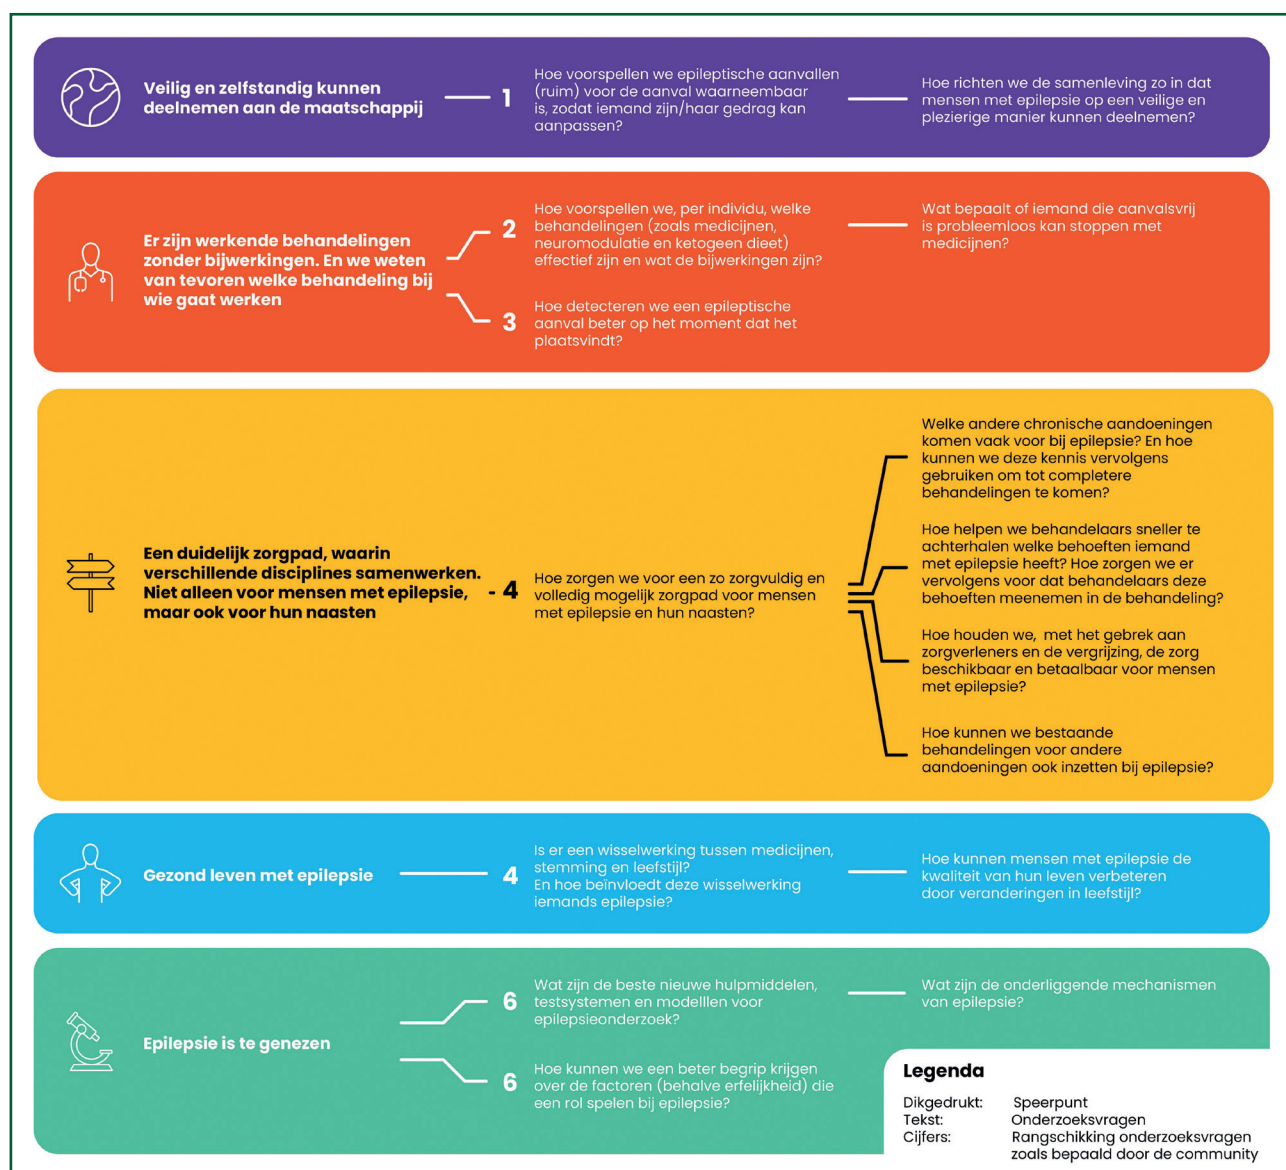 Veilig en zelfstandig kunnen
deelnemen aan de maatschappij
1
Hoe voorspellen we epileptische aanvallen
(ruim) voor de aanval waarneembaar
is, zodat iemand zijn/haar gedrag kan
aanpassen?
Hoe richten we de samenleving zo in dat
mensen met epilepsie op een veilige en
plezierige manier kunnen deelnemen?
Er zijn werkende behandelingen
zonder bijwerkingen. En we weten
van tevoren welke behandeling bij
wie gaat werken
2
Hoe voorspellen we, per individu, welke
behandelingen (zoals medicijnen,
neuromodulatie en ketogeen dieet)
effectief zijn en wat de bijwerkingen zijn?
Wat bepaalt of iemand die aanvalsvrij
is probleemloos kan stoppen met
medicijnen?
3
Hoe detecteren we een epileptische
aanval beter op het moment dat het
plaatsvindt?
Een duidelijk zorgpad, waarin
verschillende disciplines samenwerken.
Niet alleen voor mensen met epilepsie,
maar ook voor hun naasten
4
Hoe zorgen we voor een zo zorgvuldig en
volledig mogelijk zorgpad voor mensen
met epilepsie en hun naasten?
Welke andere chronische aandoeningen
komen vaak voor bij epilepsie? En hoe
kunnen we deze kennis vervolgens
gebruiken om tot completere
behandelingen te komen?
Hoe helpen we behandelaars sneller te
achterhalen welke behoeften iemand
met epilepsie heeft? Hoe zorgen we er
vervolgens voor dat behandelaars deze
behoeften meenemen in de behandeling?
Hoe houden we, met het gebrek aan
zorgverleners en de vergrijzing, de zorg
beschikbaar en betaalbaar voor mensen
met epilepsie?
Hoe kunnen we bestaande
behandelingen voor andere
aandoeningen ook inzetten bij epilepsie?
Gezond leven met epilepsie
4
Is er een wisselwerking tussen medicijnen,
stemming en leefstijl?
En hoe beïnvloedt deze wisselwerking
iemands epilepsie?
Hoe kunnen mensen met epilepsie de
kwaliteit van hun leven verbeteren
door veranderingen in leefstijl?
Epilepsie is te genezen
6
Wat zijn de beste nieuwe hulpmiddelen,
testsystemen en modelllen voor
epilepsieonderzoek?
Wat zijn de onderliggende mechanismen
van epilepsie?
6
Hoe kunnen we een beter begrip krijgen
over de factoren (behalve erfelijkheid) die
een rol spelen bij epilepsie?
Legenda
Dikgedrukt: Speerpunt
Tekst: Onderzoeksvragen
Cijfers: Rangschikking onderzoeksvragen
zoals bepaald door de community